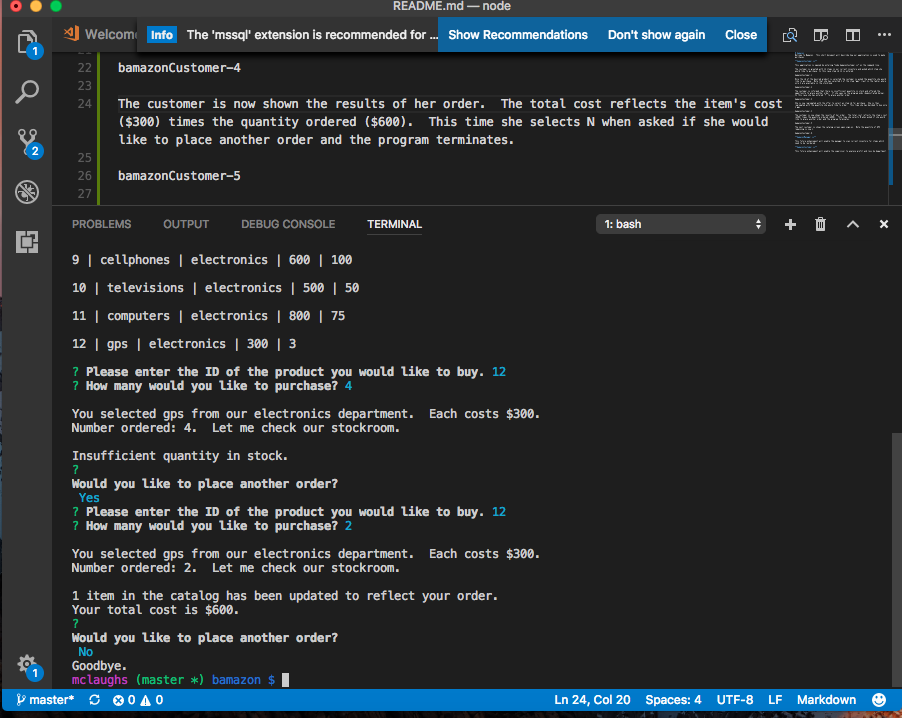 README.md — node
Welcom
Info The 'mssql' extension is recommended for ... Show Recommendations Don't show again Close
1
22 bamazonCustomer-4
23
24 The customer is now shown the results of her order.  The total cost reflects the item's cost
($300) times the quantity ordered ($600).  This time she selects N when asked if she would
like to place another order and the program terminates.
2
25
26 bamazonCustomer-5
27
PROBLEMS OUTPUT DEBUG CONSOLE TERMINAL 1: bash
9 | cellphones | electronics | 600 | 100
10 | televisions | electronics | 500 | 50
11 | computers | electronics | 800 | 75
12 | gps | electronics | 300 | 3
? Please enter the ID of the product you would like to buy. 12
? How many would you like to purchase? 4
You selected gps from our electronics department.  Each costs $300.
Number ordered: 4.  Let me check our stockroom.
Insufficient quantity in stock.
?
Would you like to place another order?
Yes
? Please enter the ID of the product you would like to buy. 12
? How many would you like to purchase? 2
You selected gps from our electronics department.  Each costs $300.
Number ordered: 2.  Let me check our stockroom.
1 item in the catalog has been updated to reflect your order.
Your total cost is $600.
?
Would you like to place another order?
No
Goodbye.
mclaughs (master *) bamazon $
1
master* 0 0 Ln 24, Col 20 Spaces: 4 UTF-8 LF Markdown